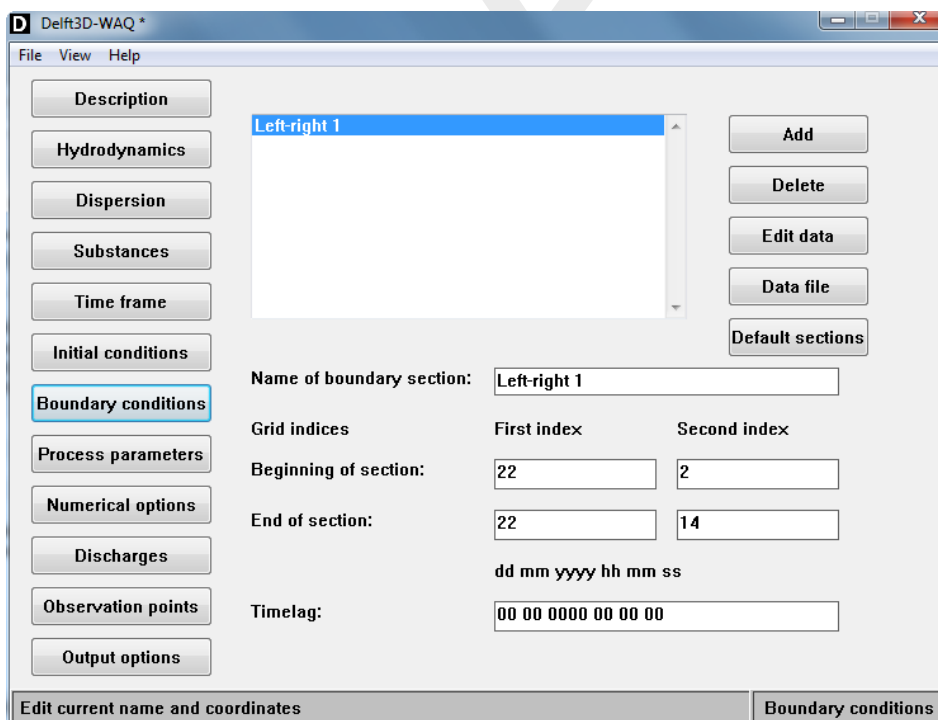 D Delft3D-WAQ *
File View Help
Description
Hydrodynamics
Dispersion
Substances
Time frame
Initial conditions
Boundary conditions
Process parameters
Numerical options
Discharges
Observation points
Output options
Left-right 1
Add
Delete
Edit data
Data file
Default sections
Name of boundary section: Left-right 1
Grid indices First index Second index
Beginning of section: 22 2
End of section: 22 14
dd mm yyyy hh mm ss
Timelag: 00 00 0000 00 00 00
Edit current name and coordinates Boundary conditions